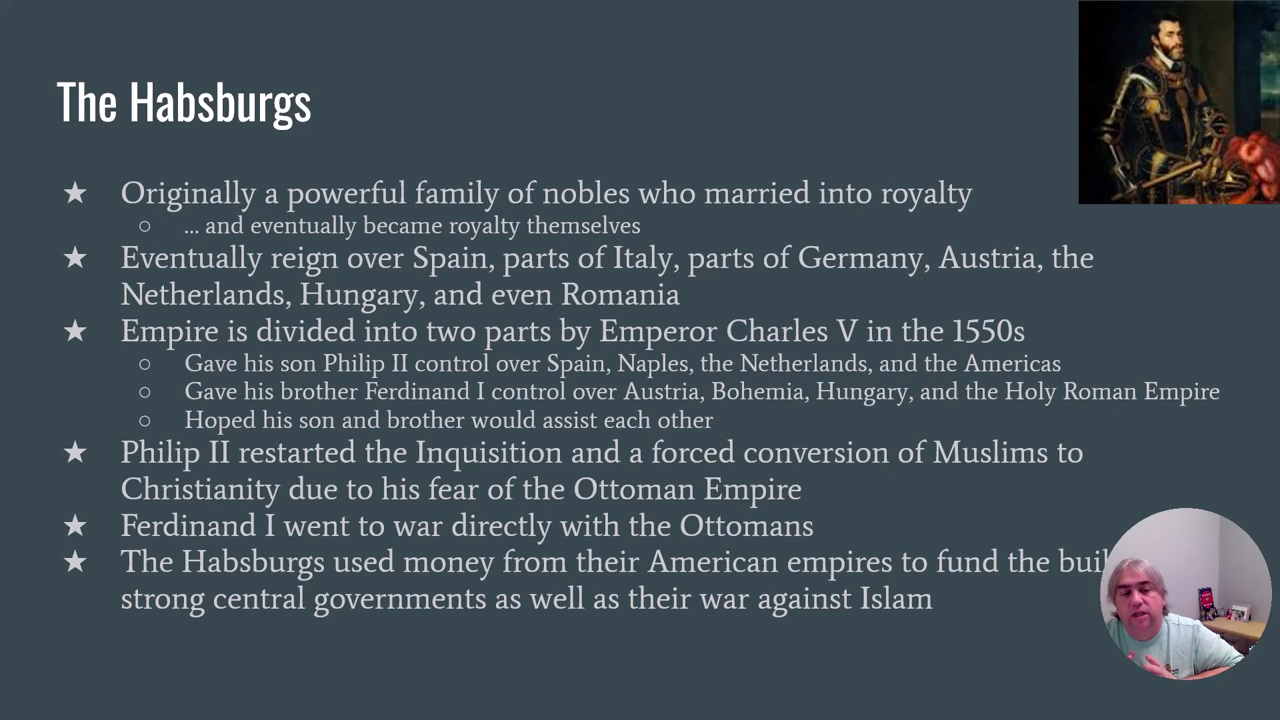 The Habsburgs
★ Originally a powerful family of nobles who married into royalty
○ ... and eventually became royalty themselves
★ Eventually reign over Spain, parts of Italy, parts of Germany, Austria, the
Netherlands, Hungary, and even Romania
★ Empire is divided into two parts by Emperor Charles V in the 1550s
○ Gave his son Philip II control over Spain, Naples, the Netherlands, and the Americas
○ Gave his brother Ferdinand I control over Austria, Bohemia, Hungary, and the Holy Roman Empire
○ Hoped his son and brother would assist each other
★ Philip II restarted the Inquisition and a forced conversion of Muslims to
Christianity due to his fear of the Ottoman Empire
★ Ferdinand I went to war directly with the Ottomans
★ The Habsburgs used money from their American empires to fund the
strong central governments as well as their war against Islam